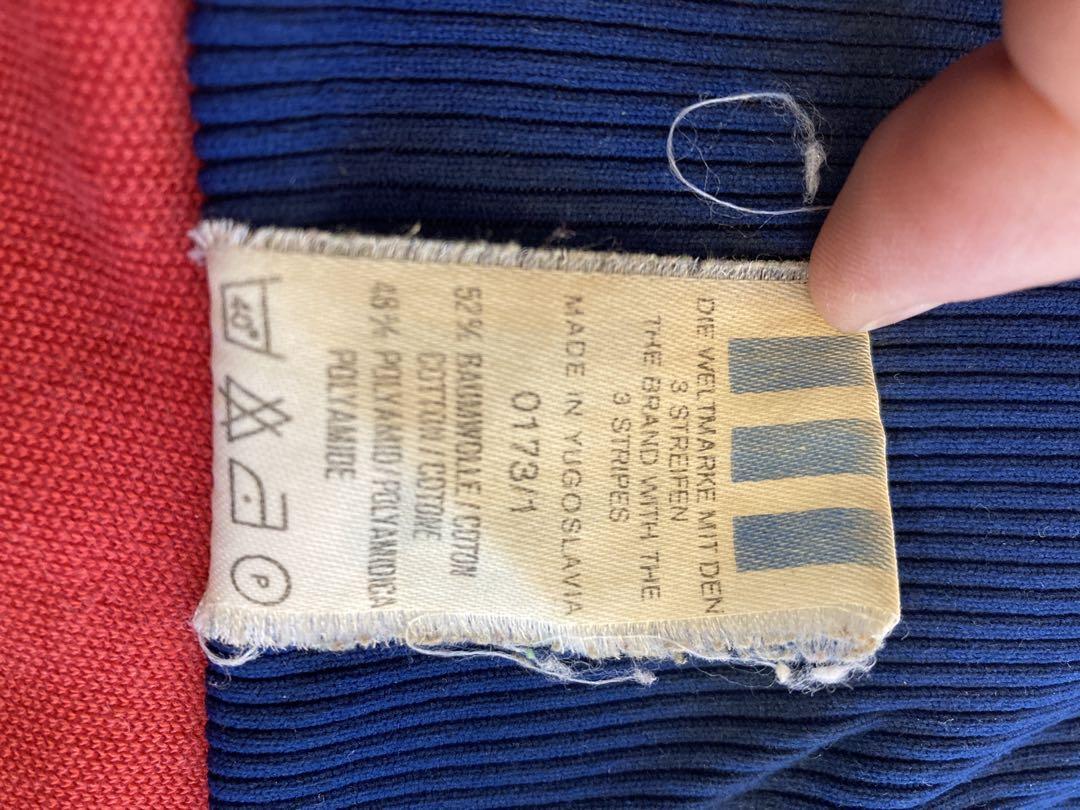 DIE WELTMARKE MIT DEN
3 STREIFEN
THE BRAND WITH THE
3 STRIPES
MADE IN YUGOSLAVIA
0173/1
52% BAUMWOLLE / COTON
COTTON / COTONE
48% POLYAMID / POLYAMIDICA
POLYAMIDE
40°
P